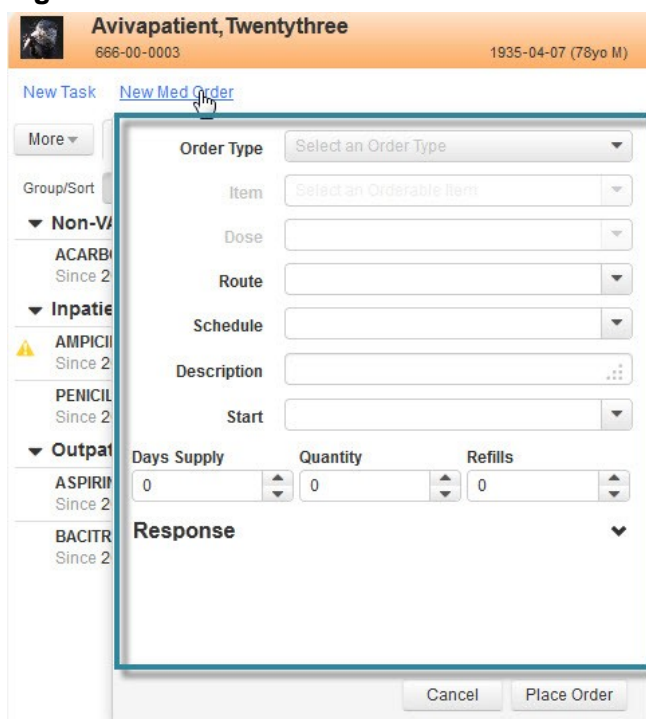 Avivapatient, Twentythree
666-00-0003 1935-04-07 (78yo M)
New Task New Med Order
More
Order Type Select an Order Type
Group/Sort
Item Select an Orderable Item
Non-VA
Dose
ACARB
Since 2
Route
Inpatie
Schedule
AMPICI
Since 2
Description
PENICIL
Since 2
Start
Outpat
Days Supply Quantity Refills
ASPIRIN
0 0 0
Since 2
BACITR
Response
Since 2
Cancel Place Order